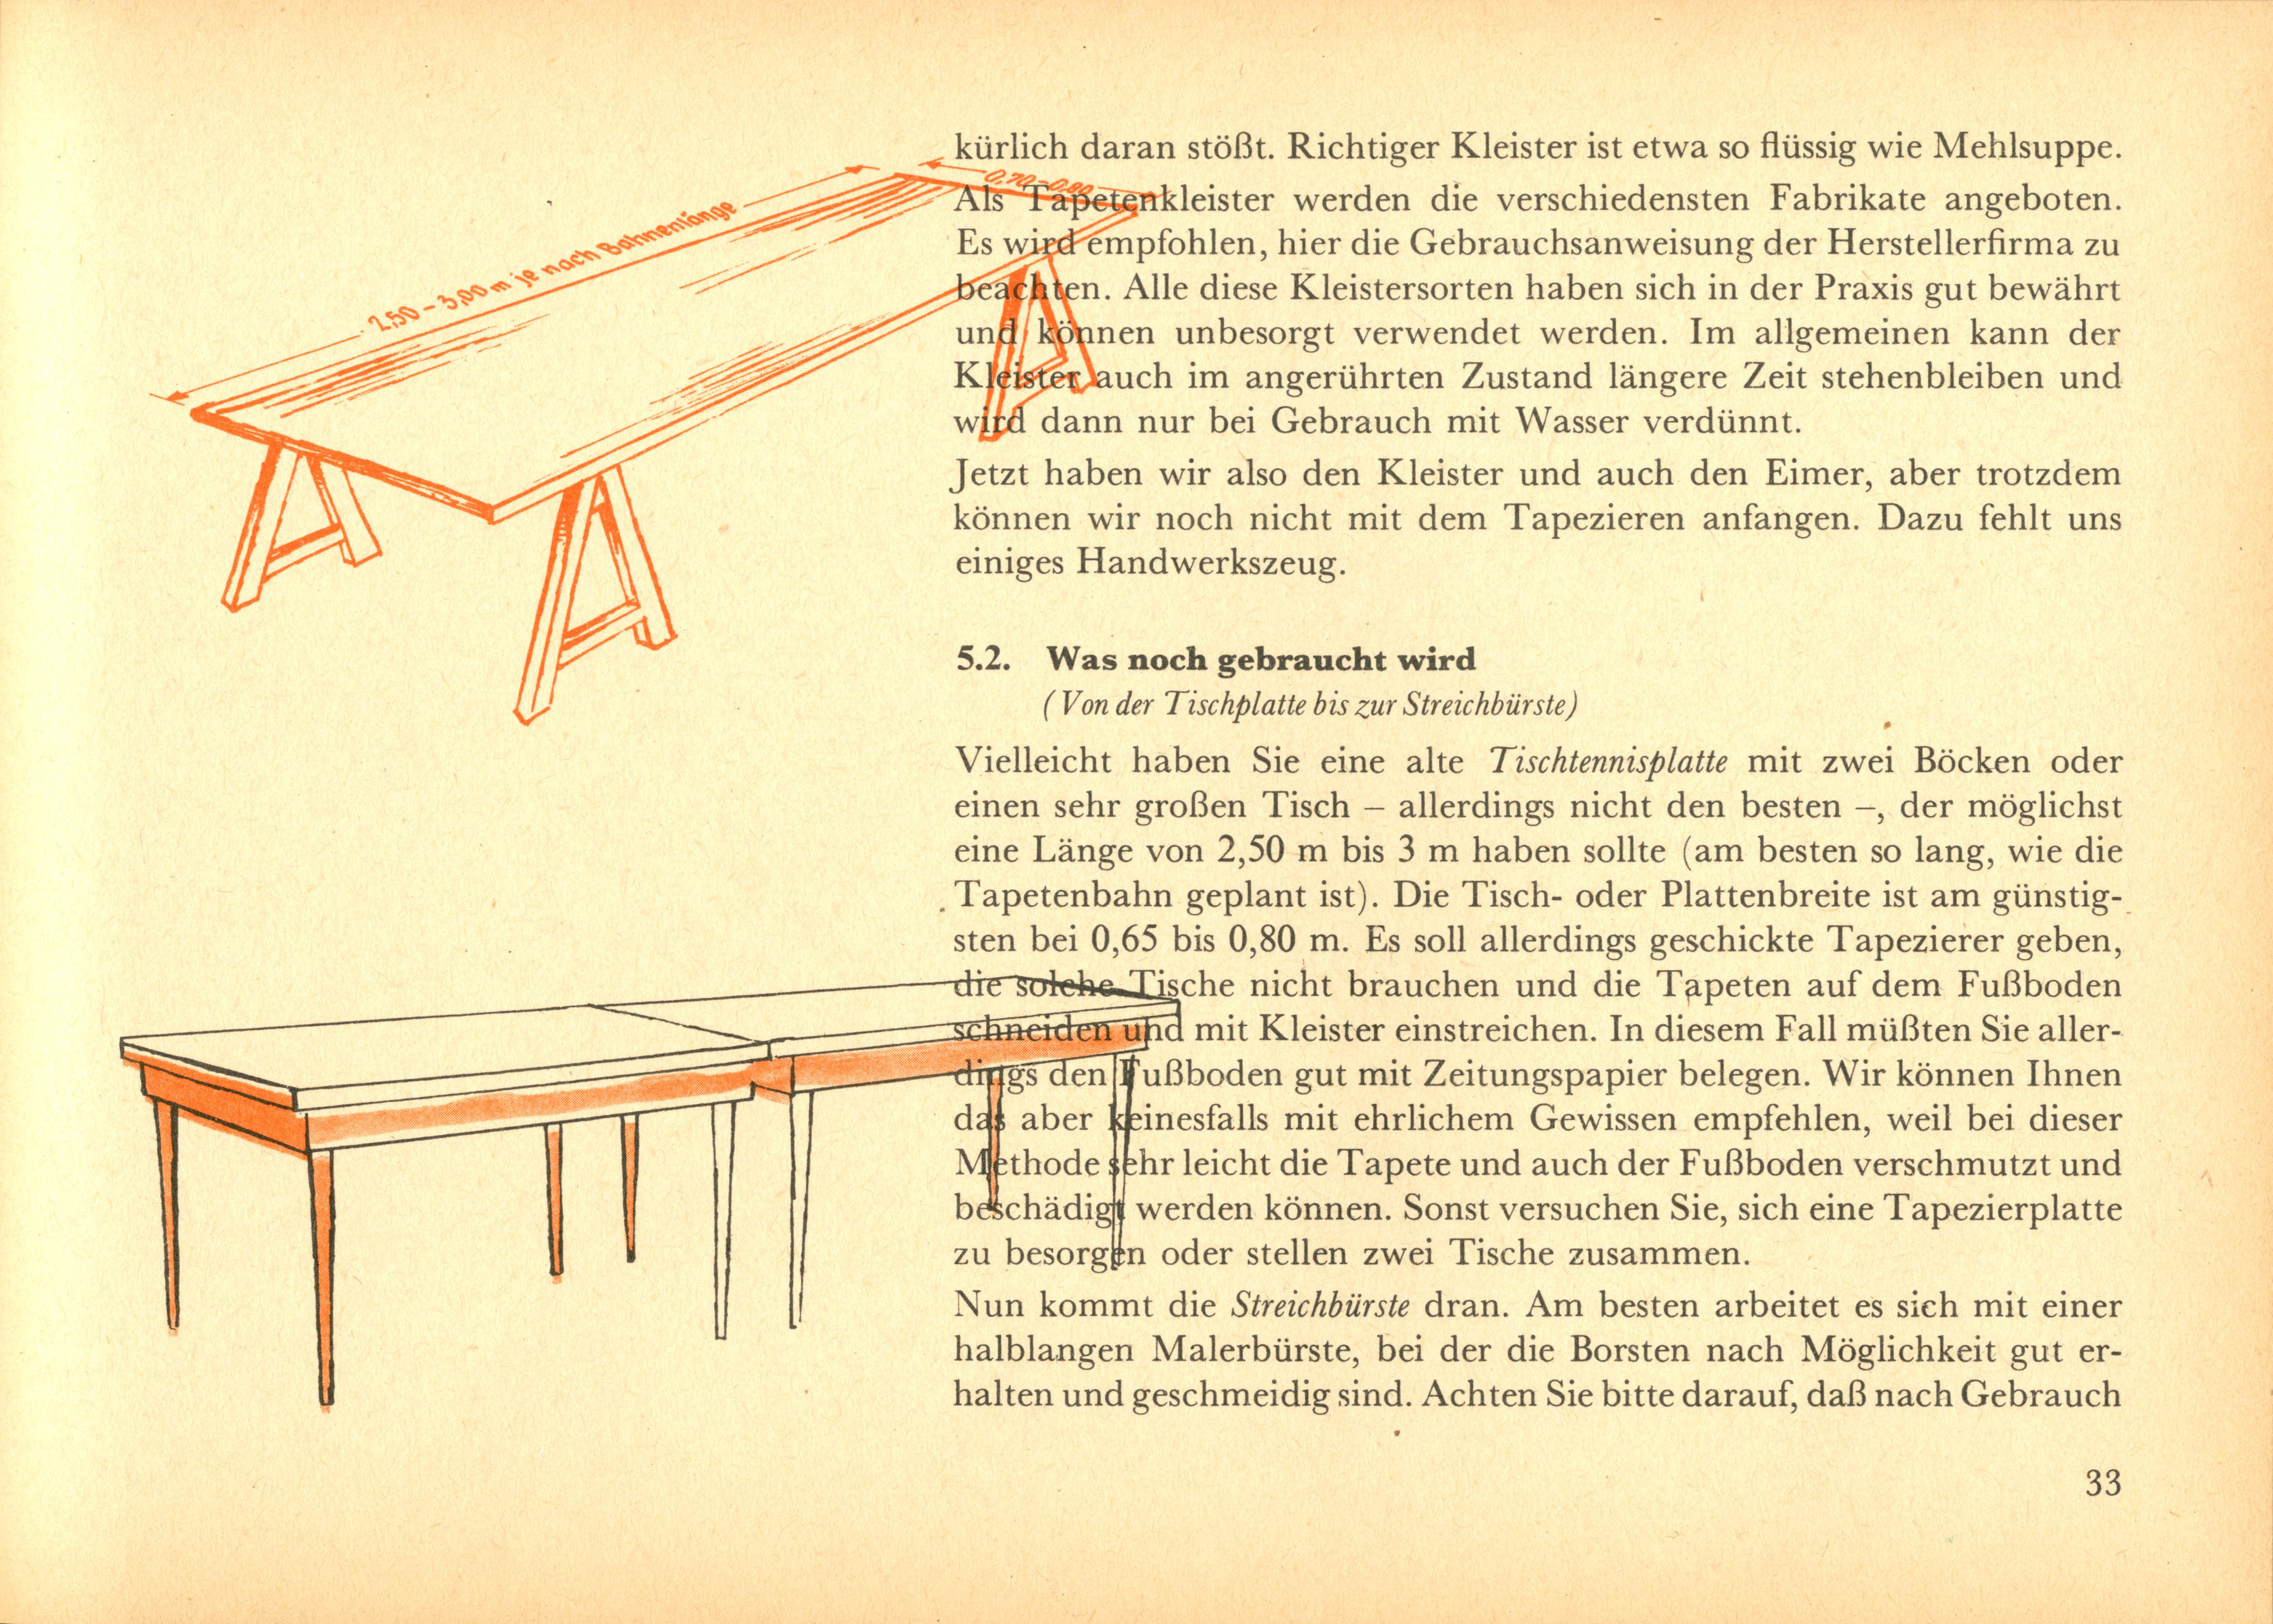 2,50 – 3,00 m je nach Bahnenlänge
0,70–0,80
kürlich daran stößt. Richtiger Kleister ist etwa so flüssig wie Mehlsuppe.
Als Tapetenkleister werden die verschiedensten Fabrikate angeboten.
Es wird empfohlen, hier die Gebrauchsanweisung der Herstellerfirma zu
beachten. Alle diese Kleistersorten haben sich in der Praxis gut bewährt
und können unbesorgt verwendet werden. Im allgemeinen kann der
Kleister auch im angerührten Zustand längere Zeit stehenbleiben und
wird dann nur bei Gebrauch mit Wasser verdünnt.
Jetzt haben wir also den Kleister und auch den Eimer, aber trotzdem
können wir noch nicht mit dem Tapezieren anfangen. Dazu fehlt uns
einiges Handwerkszeug.
5.2. Was noch gebraucht wird
(Von der Tischplatte bis zur Streichbürste)
Vielleicht haben Sie eine alte Tischtennisplatte mit zwei Böcken oder
einen sehr großen Tisch – allerdings nicht den besten –, der möglichst
eine Länge von 2,50 m bis 3 m haben sollte (am besten so lang, wie die
Tapetenbahn geplant ist). Die Tisch- oder Plattenbreite ist am günstig-
sten bei 0,65 bis 0,80 m. Es soll allerdings geschickte Tapezierer geben,
die solche Tische nicht brauchen und die Tapeten auf dem Fußboden
schneiden und mit Kleister einstreichen. In diesem Fall müßten Sie aller-
dings den Fußboden gut mit Zeitungspapier belegen. Wir können Ihnen
das aber keinesfalls mit ehrlichem Gewissen empfehlen, weil bei dieser
Methode sehr leicht die Tapete und auch der Fußboden verschmutzt und
beschädigt werden können. Sonst versuchen Sie, sich eine Tapezierplatte
zu besorgen oder stellen zwei Tische zusammen.
Nun kommt die Streichbürste dran. Am besten arbeitet es sich mit einer
halblangen Malerbürste, bei der die Borsten nach Möglichkeit gut er-
halten und geschmeidig sind. Achten Sie bitte darauf, daß nach Gebrauch
33